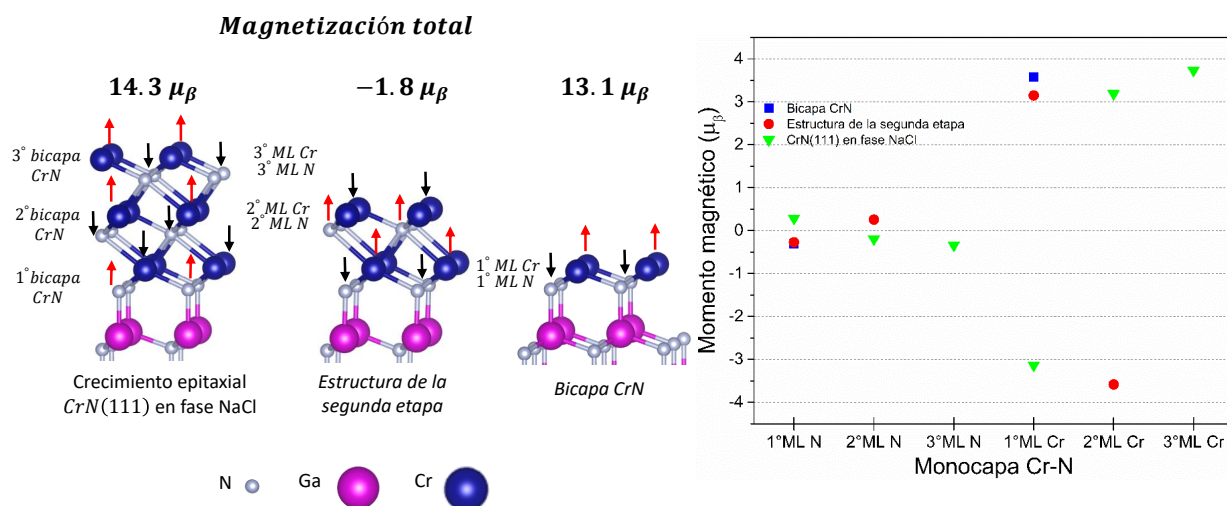 Magnetización total
14.3 μᵦ
−1.8 μᵦ
13.1 μᵦ
3° bicapa
CrN
2° bicapa
CrN
1° bicapa
CrN
3° ML Cr
3° ML N
2° ML Cr
2° ML N
1° ML Cr
1° ML N
Crecimiento epitaxial
CrN(111) en fase NaCl
Estructura de la
segunda etapa
Bicapa CrN
N
Ga
Cr
Momento magnético (μᵦ)
4
3
2
1
0
-1
-2
-3
-4
Bicapa CrN
Estructura de la segunda etapa
CrN(111) en fase NaCl
1°ML N
2°ML N
3°ML N
1°ML Cr
2°ML Cr
3°ML Cr
Monocapa Cr-N